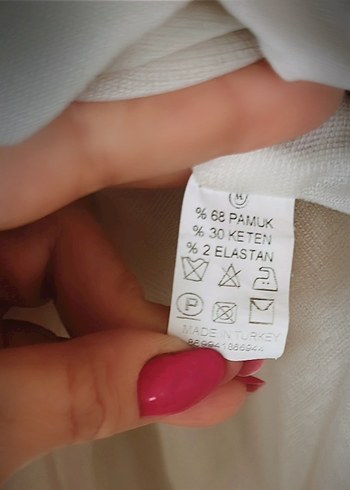 % 68 PAMUK
% 30 KETEN
% 2 ELASTAN
P
MADE IN TURKEY